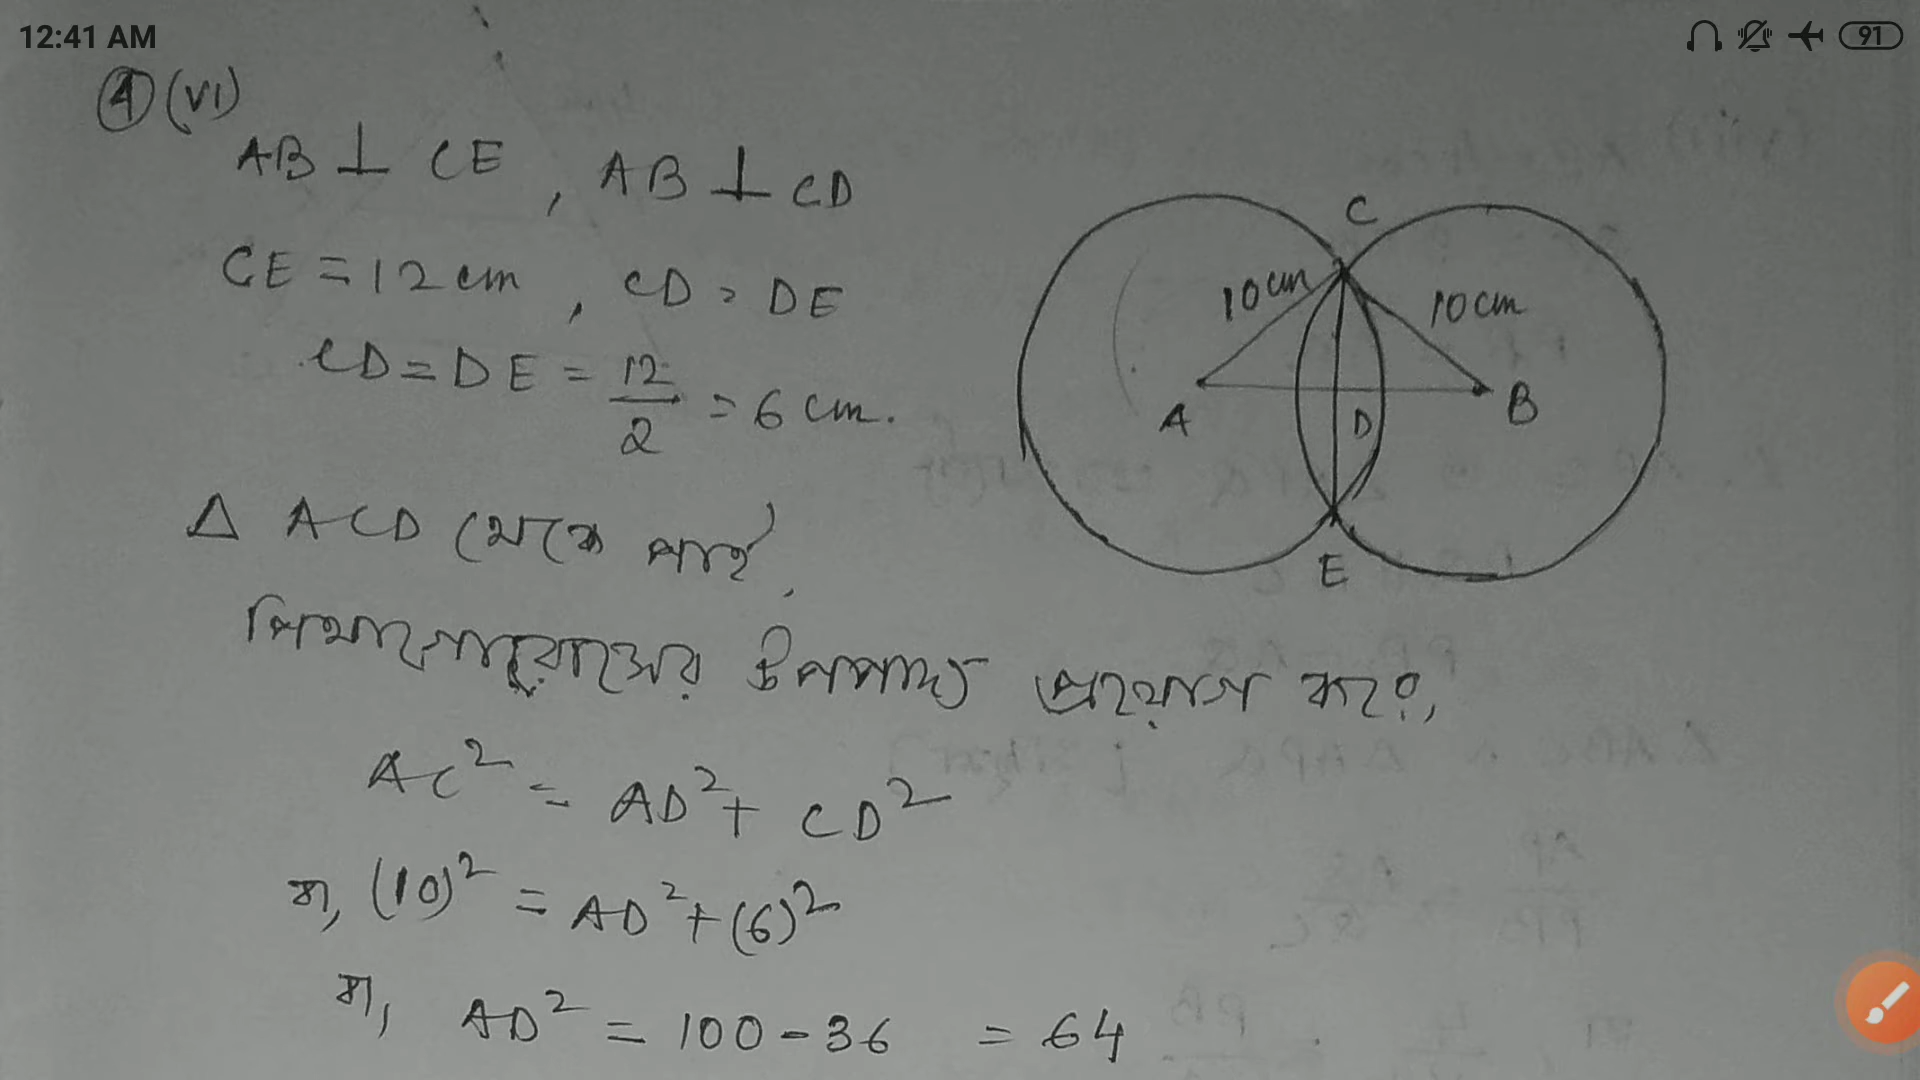 12:41 AM
91
4 (VI)
AB ⊥ CE, AB ⊥ CD
CE = 12 cm, CD = DE
CD = DE = 12/2 = 6 cm.
△ ACD থেকে পাই,
পিথাগোরাসের উপপাদ্য প্রয়োগ করে,
AC² = AD² + CD²
বা, (10)² = AD² + (6)²
বা, AD² = 100 - 36 = 64
C
10 cm
10 cm
A
D
B
E